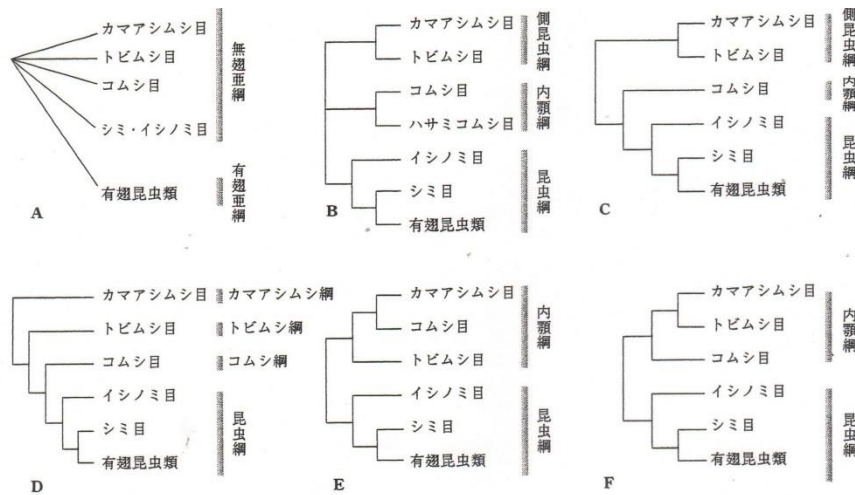 カマアシムシ目
トビムシ目
コムシ目
シミ・イシノミ目
有翅昆虫類
無翅亜綱
有翅亜綱
A
カマアシムシ目
トビムシ目
コムシ目
ハサミコムシ目
イシノミ目
シミ目
有翅昆虫類
側昆虫綱
内顎綱
昆虫綱
B
カマアシムシ目
トビムシ目
コムシ目
イシノミ目
シミ目
有翅昆虫類
側昆虫綱
内顎綱
昆虫綱
C
カマアシムシ目
カマアシムシ綱
トビムシ目
トビムシ綱
コムシ目
コムシ綱
イシノミ目
シミ目
有翅昆虫類
昆虫綱
D
カマアシムシ目
コムシ目
トビムシ目
イシノミ目
シミ目
有翅昆虫類
内顎綱
昆虫綱
E
カマアシムシ目
トビムシ目
コムシ目
イシノミ目
シミ目
有翅昆虫類
内顎綱
昆虫綱
F